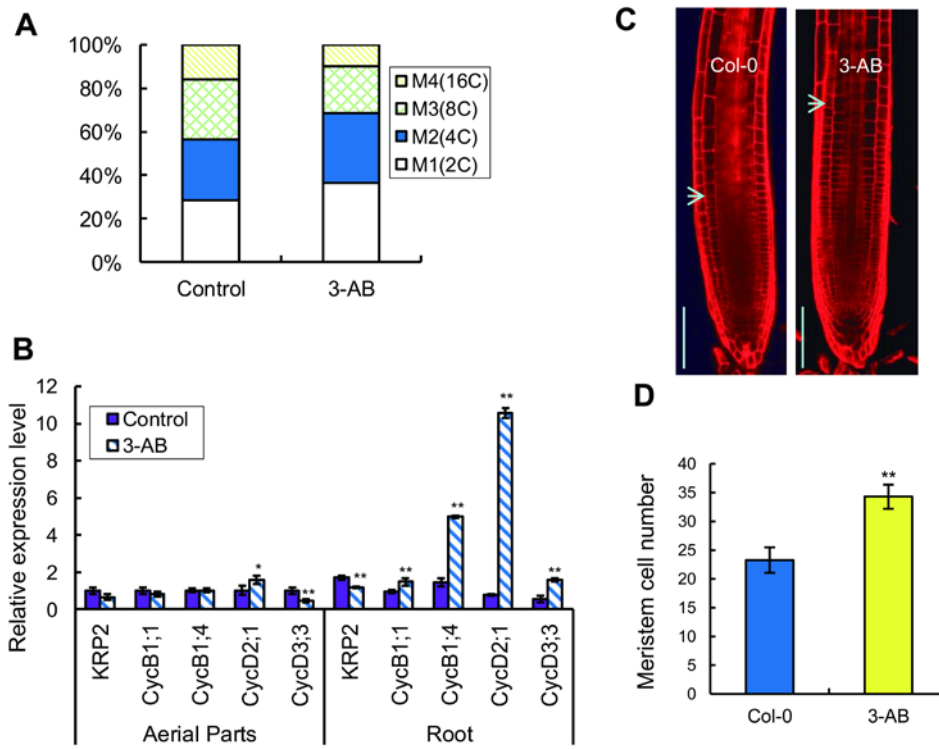 A
100%
80%
60%
40%
20%
0%
Control
3-AB
M4(16C)
M3(8C)
M2(4C)
M1(2C)
B
Relative expression level
12
10
8
6
4
2
0
Control
3-AB
*
**
**
**
**
**
**
KRP2
CycB1;1
CycB1;4
CycD2;1
CycD3;3
KRP2
CycB1;1
CycB1;4
CycD2;1
CycD3;3
Aerial Parts
Root
C
Col-0
3-AB
D
Meristem cell number
40
35
30
25
20
15
10
5
0
**
Col-0
3-AB